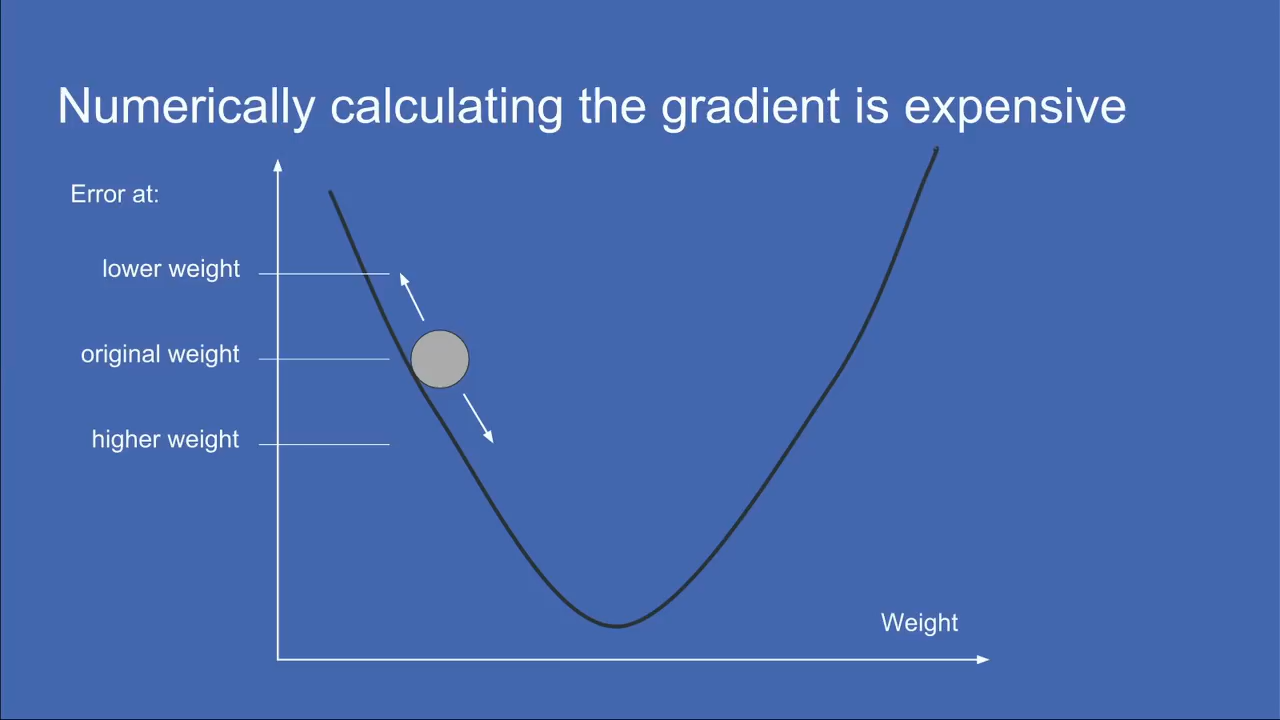 Numerically calculating the gradient is expensive
Error at:
lower weight
original weight
higher weight
Weight